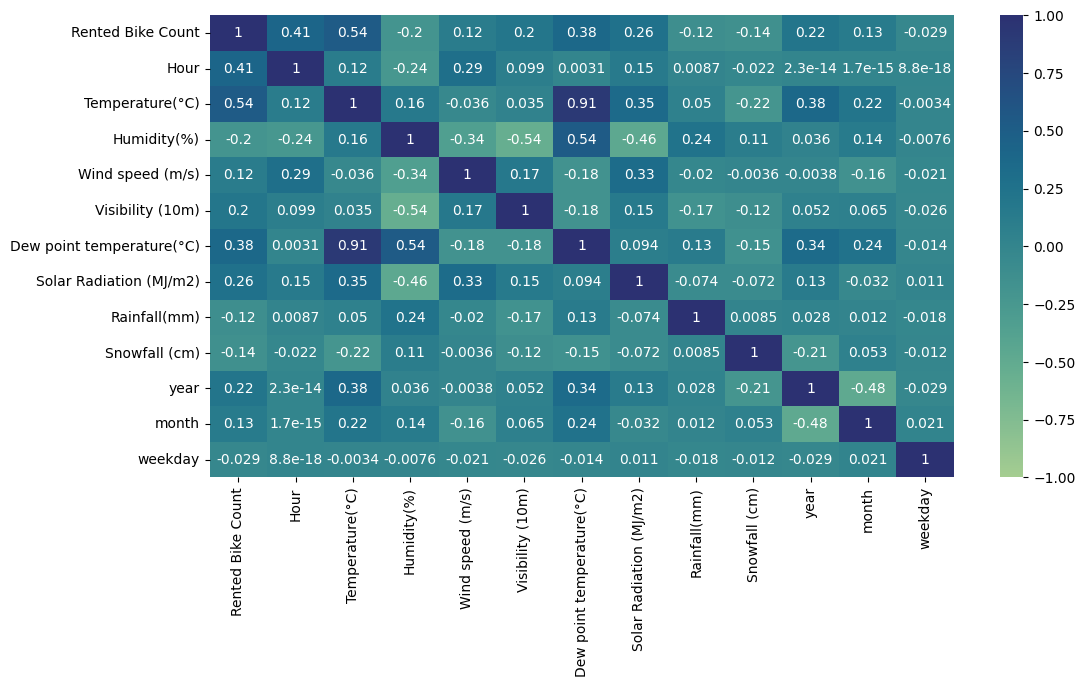 Rented Bike Count 1 0.41 0.54 -0.2 0.12 0.2 0.38 0.26 -0.12 -0.14 0.22 0.13 -0.029
Hour 0.41 1 0.12 -0.24 0.29 0.099 0.0031 0.15 0.0087 -0.022 2.3e-14 1.7e-15 8.8e-18
Temperature(°C) 0.54 0.12 1 0.16 -0.036 0.035 0.91 0.35 0.05 -0.22 0.38 0.22 -0.0034
Humidity(%) -0.2 -0.24 0.16 1 -0.34 -0.54 0.54 -0.46 0.24 0.11 0.036 0.14 -0.0076
Wind speed (m/s) 0.12 0.29 -0.036 -0.34 1 0.17 -0.18 0.33 -0.02 -0.0036 -0.0038 -0.16 -0.021
Visibility (10m) 0.2 0.099 0.035 -0.54 0.17 1 -0.18 0.15 -0.17 -0.12 0.052 0.065 -0.026
Dew point temperature(°C) 0.38 0.0031 0.91 0.54 -0.18 -0.18 1 0.094 0.13 -0.15 0.34 0.24 -0.014
Solar Radiation (MJ/m2) 0.26 0.15 0.35 -0.46 0.33 0.15 0.094 1 -0.074 -0.072 0.13 -0.032 0.011
Rainfall(mm) -0.12 0.0087 0.05 0.24 -0.02 -0.17 0.13 -0.074 1 0.0085 0.028 0.012 -0.018
Snowfall (cm) -0.14 -0.022 -0.22 0.11 -0.0036 -0.12 -0.15 -0.072 0.0085 1 -0.21 0.053 -0.012
year 0.22 2.3e-14 0.38 0.036 -0.0038 0.052 0.34 0.13 0.028 -0.21 1 -0.48 -0.029
month 0.13 1.7e-15 0.22 0.14 -0.16 0.065 0.24 -0.032 0.012 0.053 -0.48 1 0.021
weekday -0.029 8.8e-18 -0.0034 -0.0076 -0.021 -0.026 -0.014 0.011 -0.018 -0.012 -0.029 0.021 1
Rented Bike Count
Hour
Temperature(°C)
Humidity(%)
Wind speed (m/s)
Visibility (10m)
Dew point temperature(°C)
Solar Radiation (MJ/m2)
Rainfall(mm)
Snowfall (cm)
year
month
weekday
1.00
0.75
0.50
0.25
0.00
−0.25
−0.50
−0.75
−1.00